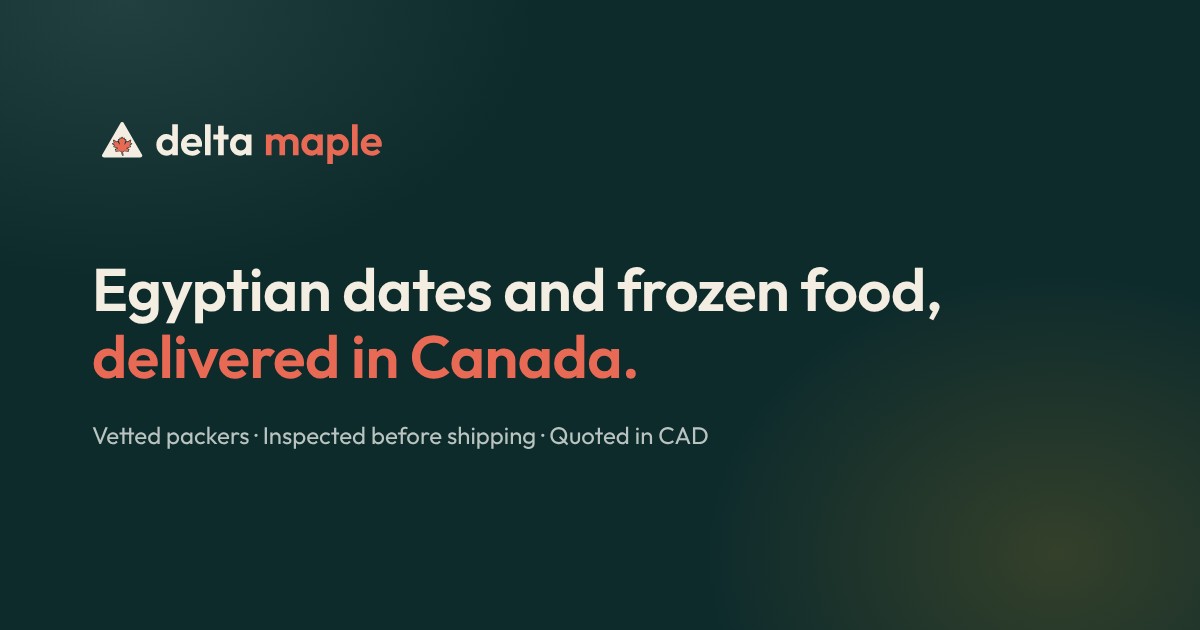 delta maple
Egyptian dates and frozen food,
delivered in Canada.
Vetted packers · Inspected before shipping · Quoted in CAD